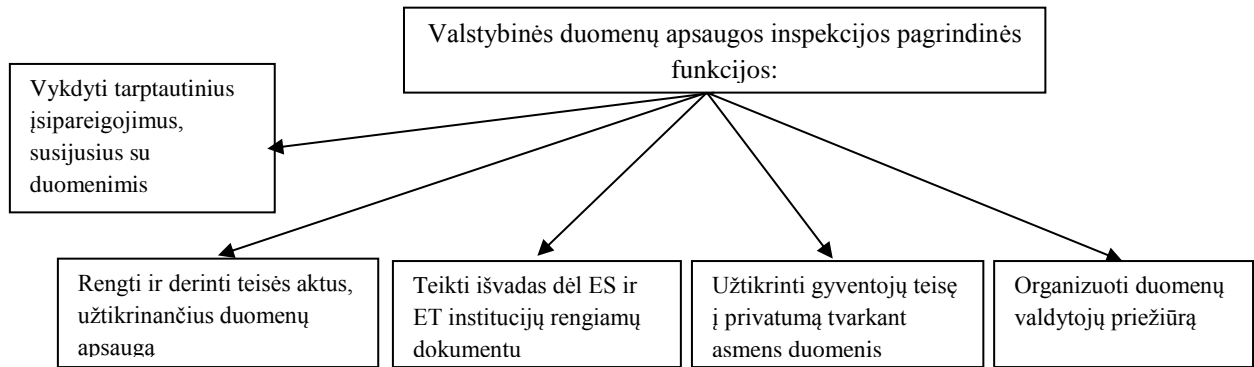 Valstybinės duomenų apsaugos inspekcijos pagrindinės
funkcijos:
Vykdyti tarptautinius
įsipareigojimus,
susijusius su
duomenimis
Rengti ir derinti teisės aktus,
užtikrinančius duomenų
apsaugą
Teikti išvadas dėl ES ir
ET institucijų rengiamų
dokumentu
Užtikrinti gyventojų teisę
į privatumą tvarkant
asmens duomenis
Organizuoti duomenų
valdytojų priežiūrą